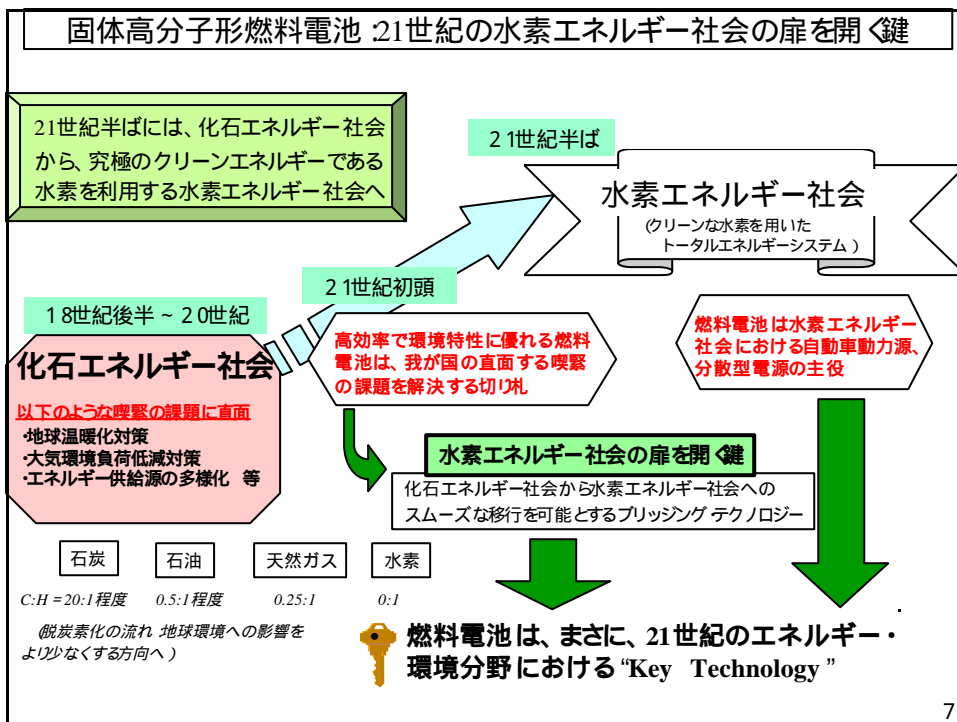 固体高分子形燃料電池:21世紀の水素エネルギー社会の扉を開く鍵
21世紀半ばには、化石エネルギー社会
から、究極のクリーンエネルギーである
水素を利用する水素エネルギー社会へ
21世紀半ば
水素エネルギー社会
(クリーンな水素を用いた
トータルエネルギーシステム)
21世紀初頭
18世紀後半~20世紀
化石エネルギー社会
以下のような喫緊の課題に直面
・地球温暖化対策
・大気環境負荷低減対策
・エネルギー供給源の多様化 等
高効率で環境特性に優れる燃料
電池は、我が国の直面する喫緊
の課題を解決する切り札
燃料電池は水素エネルギー
社会における自動車動力源、
分散型電源の主役
水素エネルギー社会の扉を開く鍵
化石エネルギー社会から水素エネルギー社会への
スムーズな移行を可能とするブリッジング・テクノロジー
石炭 石油 天然ガス 水素
C:H =20:1程度 0.5:1程度 0.25:1 0:1
(脱炭素化の流れ 地球環境への影響を
より少なくする方向へ)
燃料電池は、まさに、21世紀のエネルギー・
環境分野における“Key Technology”
7